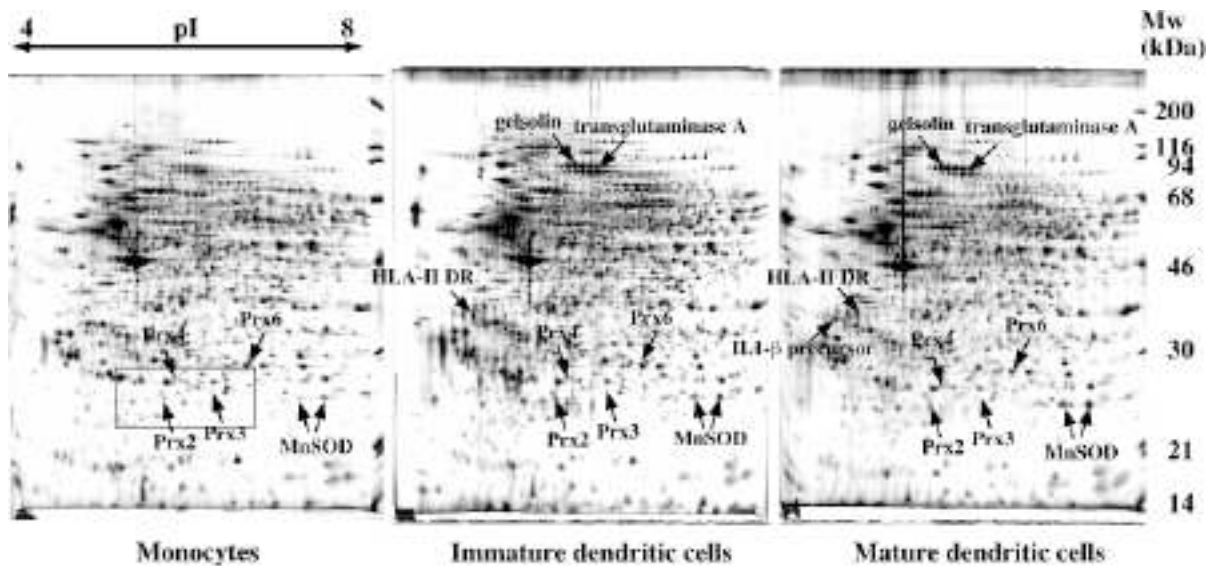 4 pI 8
Mw
(kDa)
200
116
94
68
46
30
21
14
Prx4
Prx6
Prx2
Prx3
MnSOD
Monocytes
gelsolin
transglutaminase A
HLA-II DR
Prx4
Prx6
Prx2
Prx3
MnSOD
Immature dendritic cells
gelsolin
transglutaminase A
HLA-II DR
IL1-β precursor
Prx4
Prx6
Prx2
Prx3
MnSOD
Mature dendritic cells